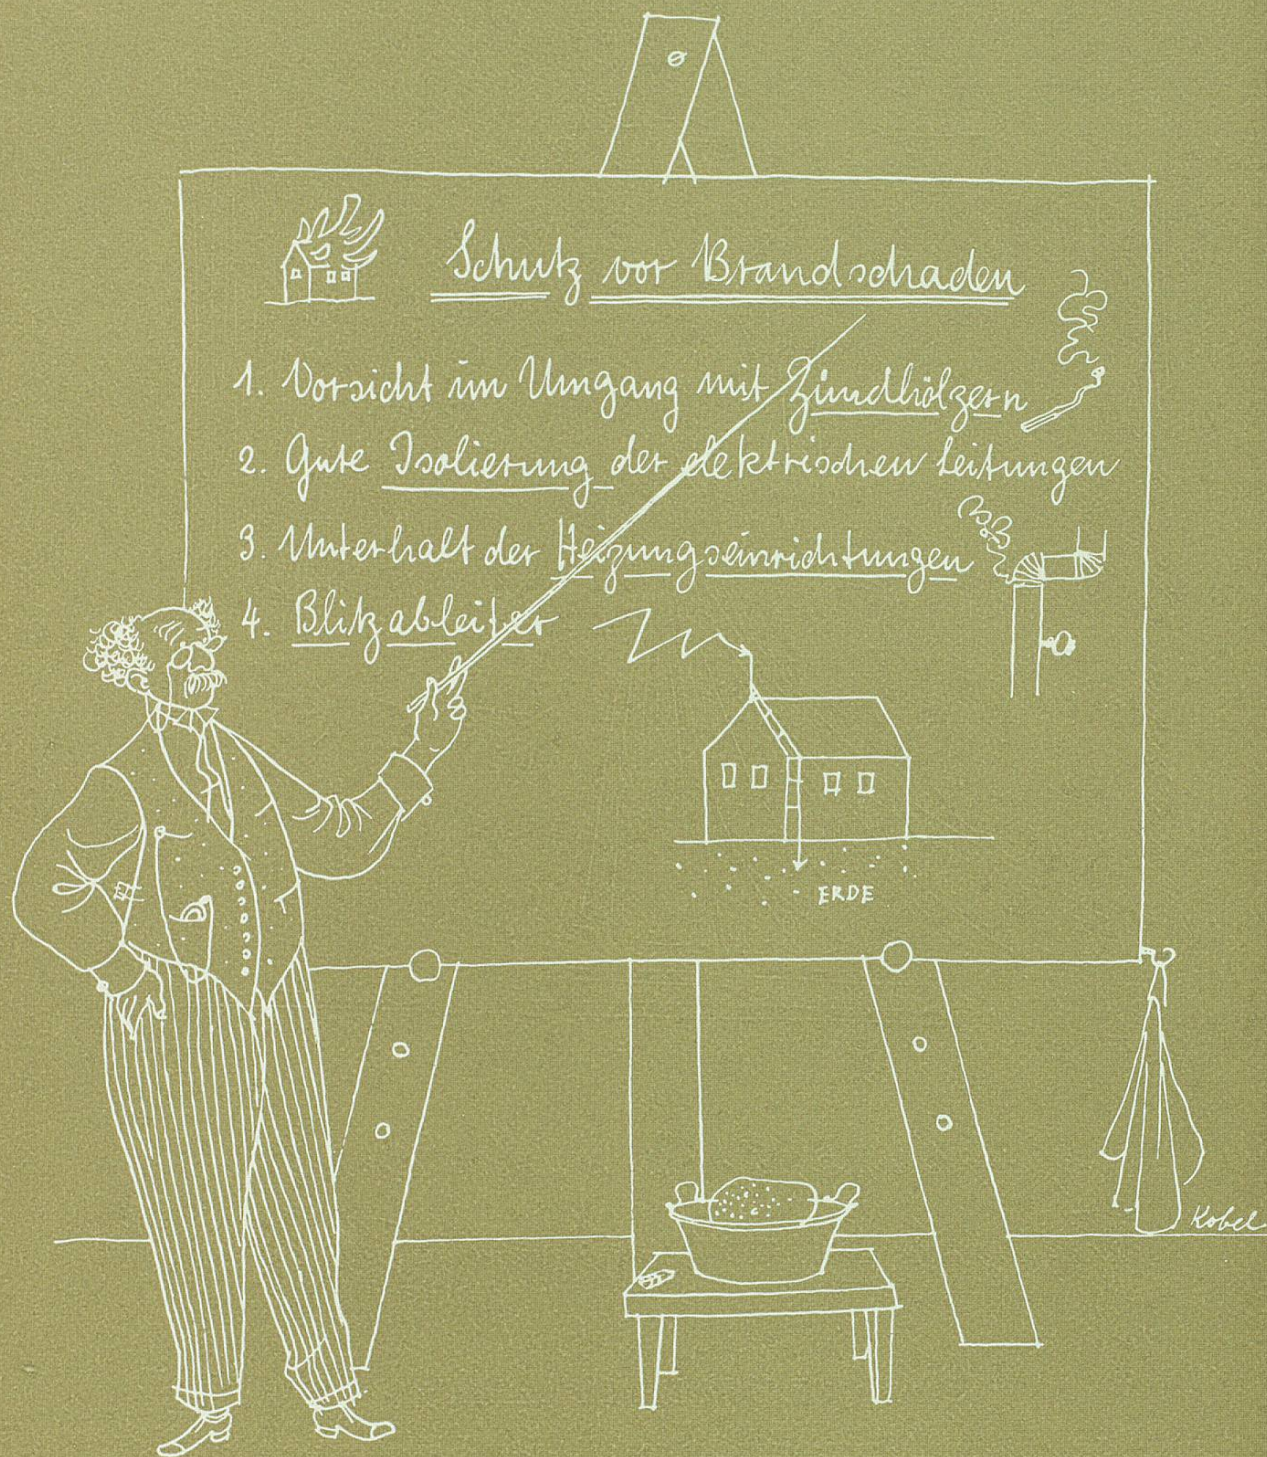 Schutz vor Brandschaden
1. Vorsicht im Umgang mit Zündhölzern
2. Gute Isolierung der elektrischen Leitungen
3. Unterhalt der Heizungseinrichtungen
4. Blitzableiter
ERDE
Kobel